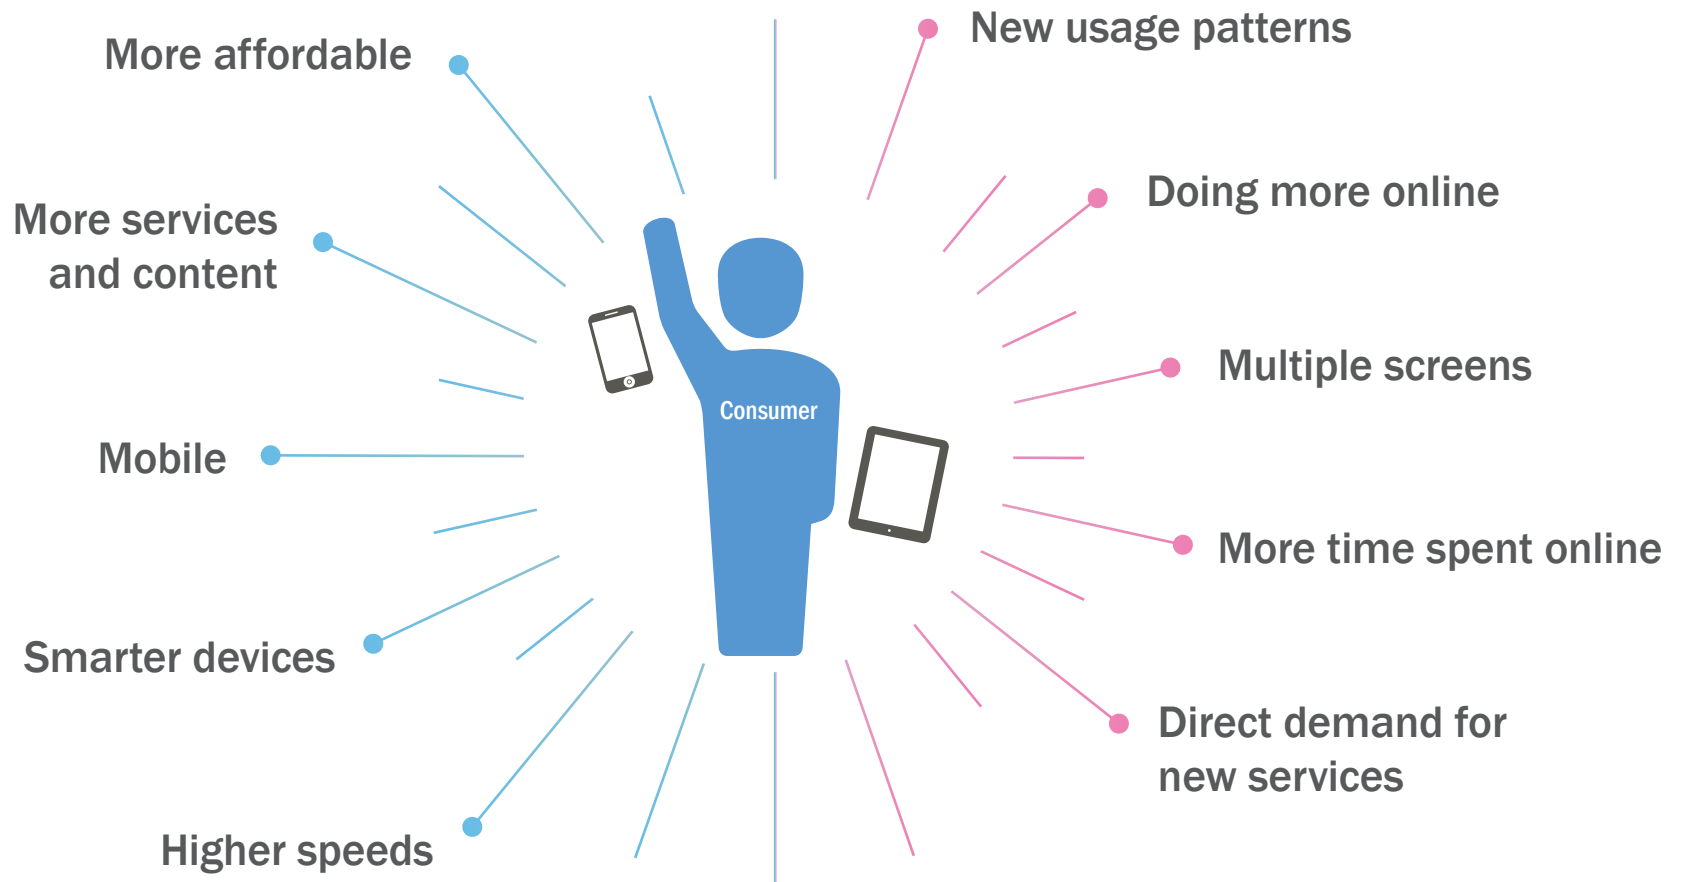 More affordable
More services
and content
Mobile
Smarter devices
Higher speeds
Consumer
New usage patterns
Doing more online
Multiple screens
More time spent online
Direct demand for
new services